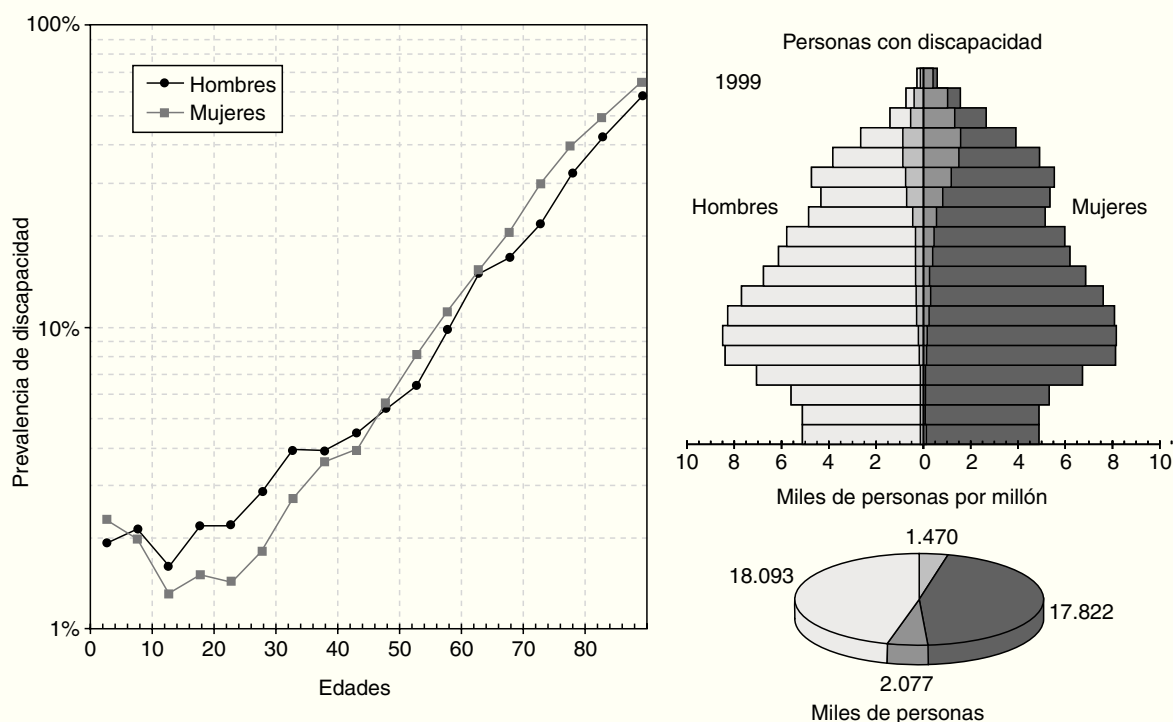 100%
10%
1%
Prevalencia de discapacidad
Hombres
Mujeres
0 10 20 30 40 50 60 70 80
Edades
Personas con discapacidad
1999
Hombres
Mujeres
10 8 6 4 2 0 2 4 6 8 10
Miles de personas por millón
1.470
18.093
17.822
2.077
Miles de personas